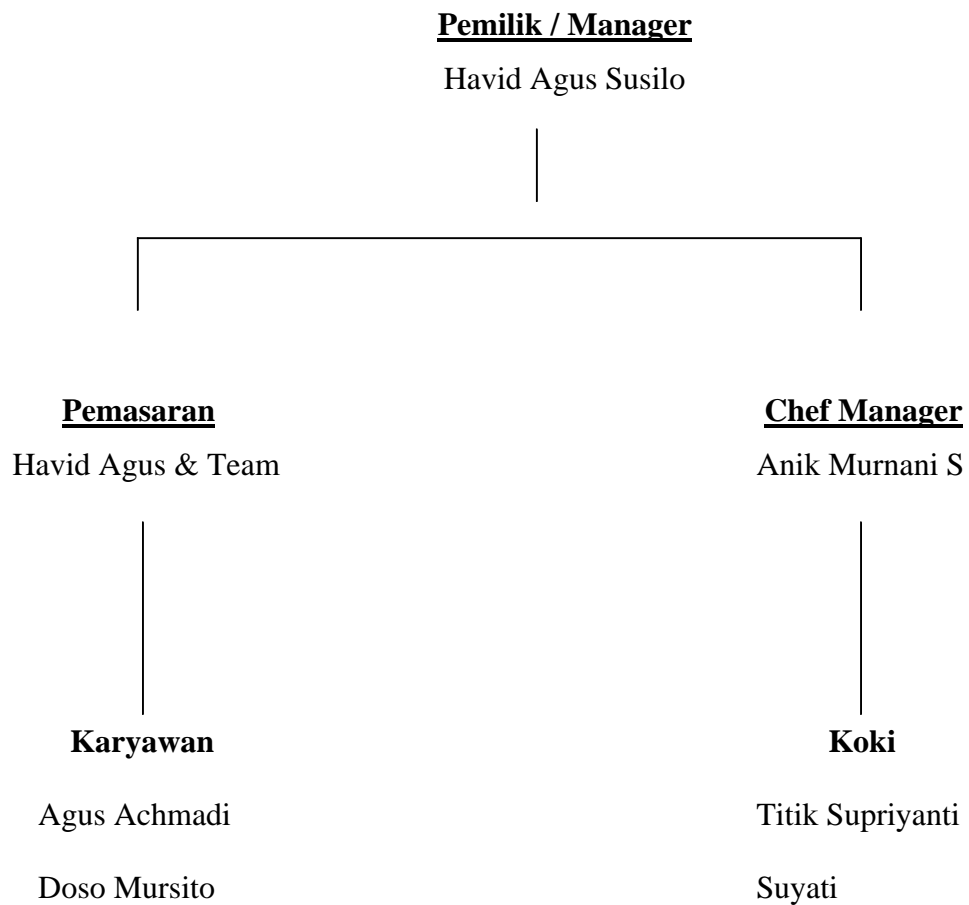 Pemilik / Manager
Havid Agus Susilo
Pemasaran
Havid Agus & Team
Chef Manager
Anik Murnani S
Karyawan
Agus Achmadi
Doso Mursito
Koki
Titik Supriyanti
Suyati